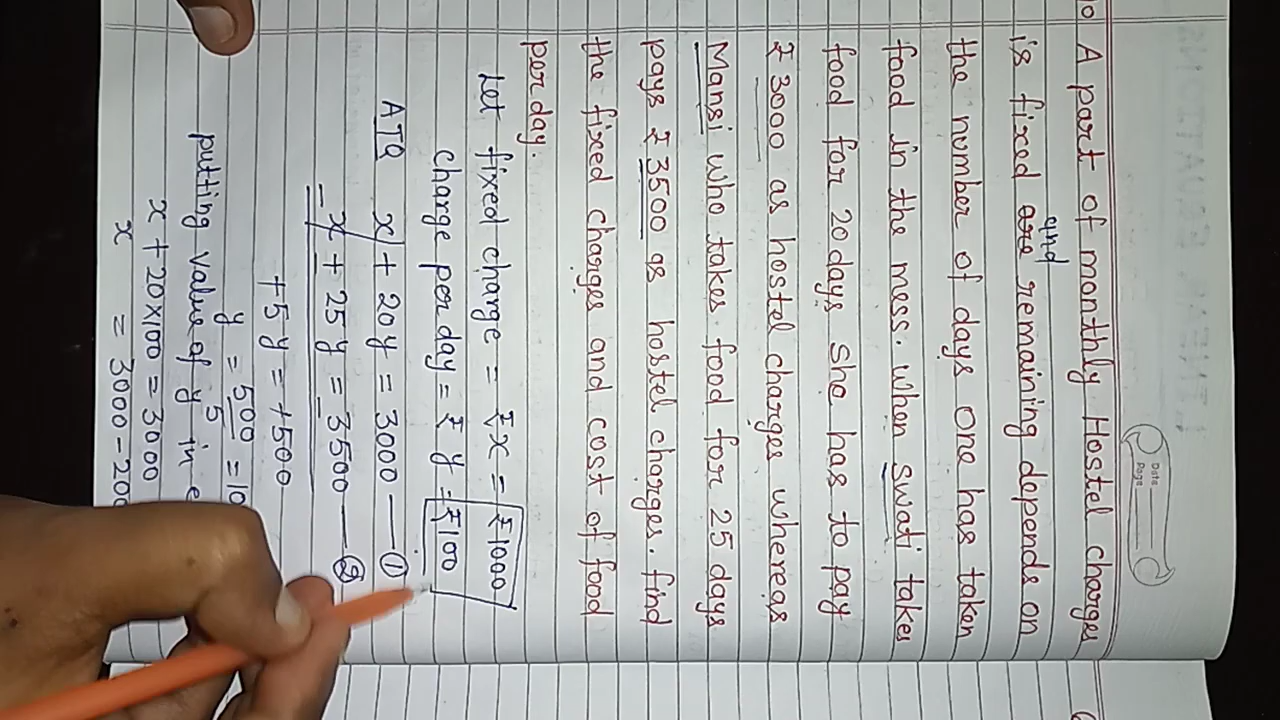 Date
Page
A part of monthly Hostel charges
is fixed are and remaining depends on
the number of days one has taken
food in the mess. when swati takes
food for 20 days she has to pay
₹ 3000 as hostel charges whereas
Mansi who takes food for 25 days
pays ₹ 3500 as hostel charges. find
the fixed charges and cost of food
per day.
Let fixed charge = ₹ x = ₹ 1000
charge per day = ₹ y = ₹ 100
ATQ x + 20y = 3000 — ①
- x + 25y = 3500 — ②
+5y = +500
y = 500/5 = 10
putting value of y in e
x + 20×100 = 3000
x = 3000 - 200